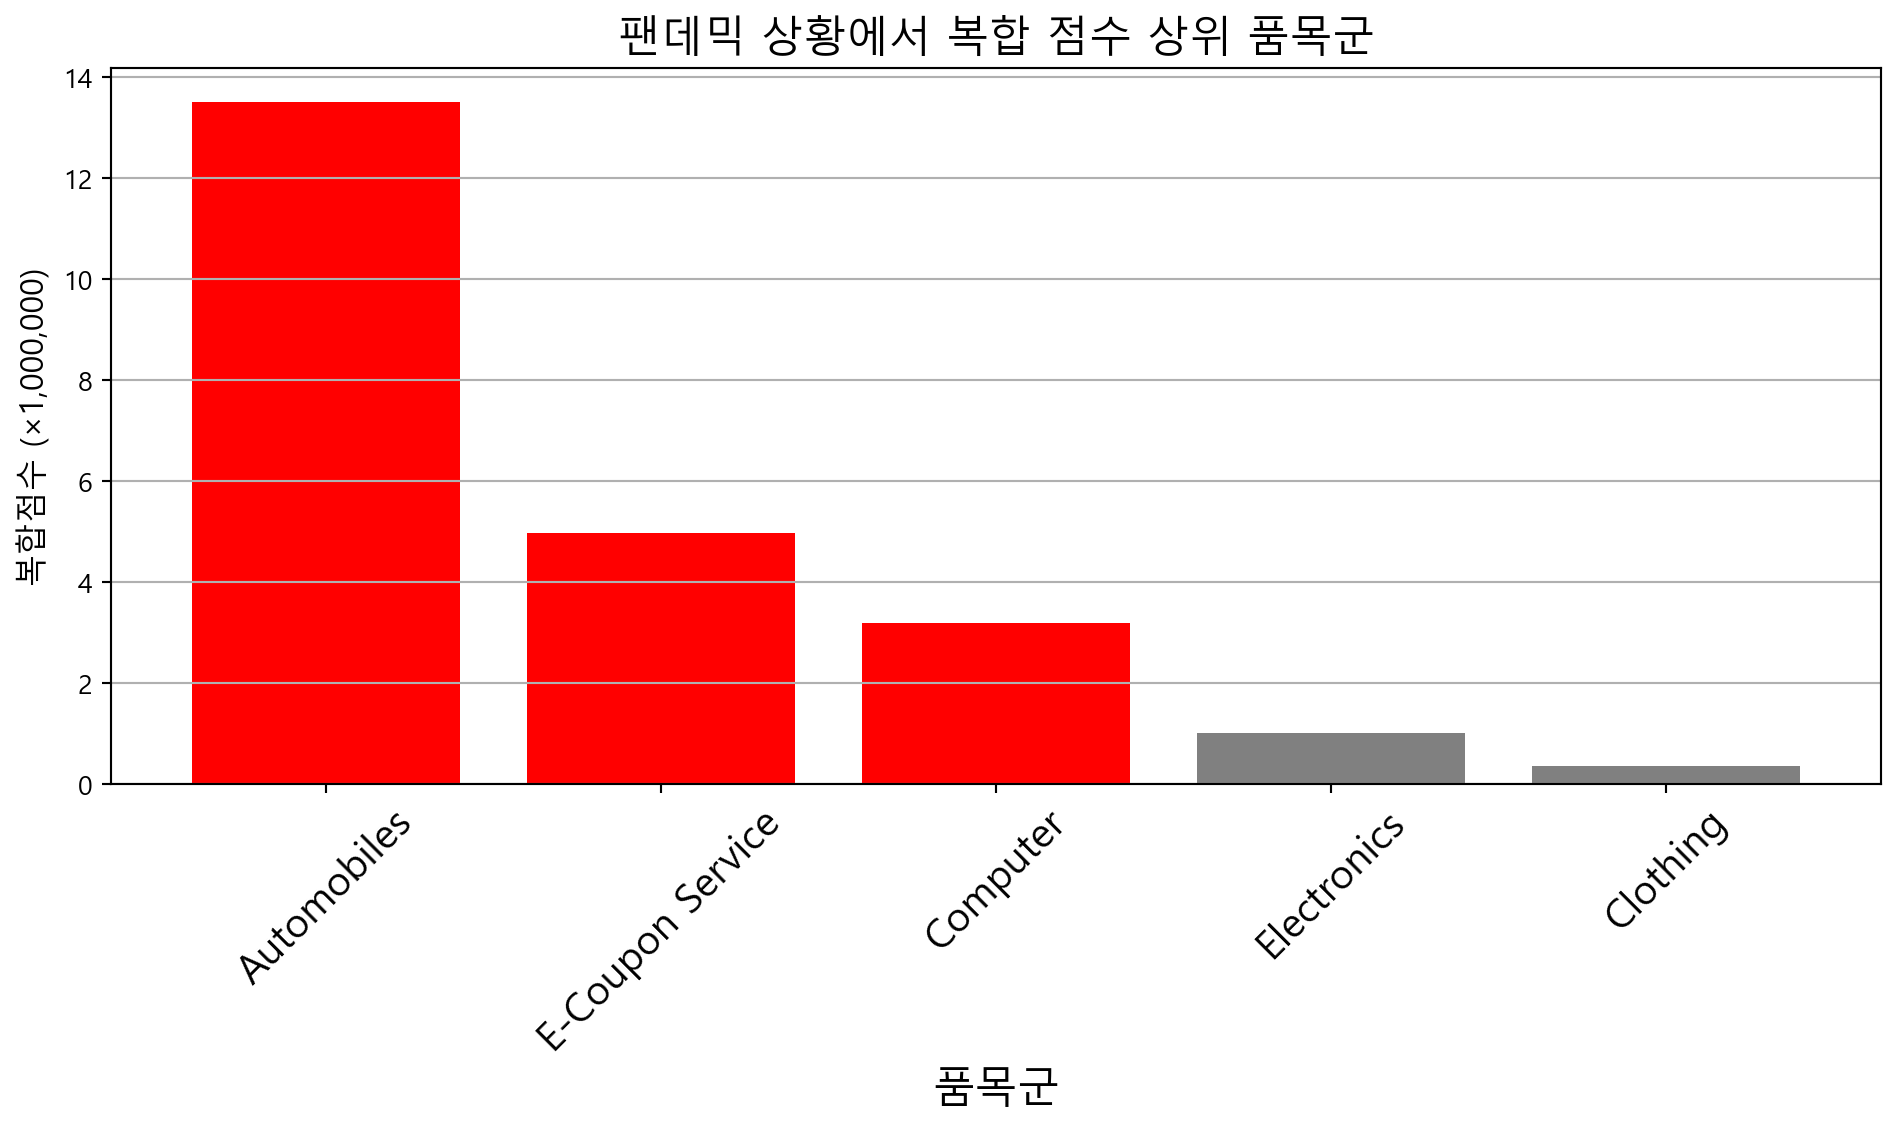 팬데믹 상황에서 복합 점수 상위 품목군
복합점수 (×1,000,000)
14
12
10
8
6
4
2
0
Automobiles
E-Coupon Service
Computer
Electronics
Clothing
품목군